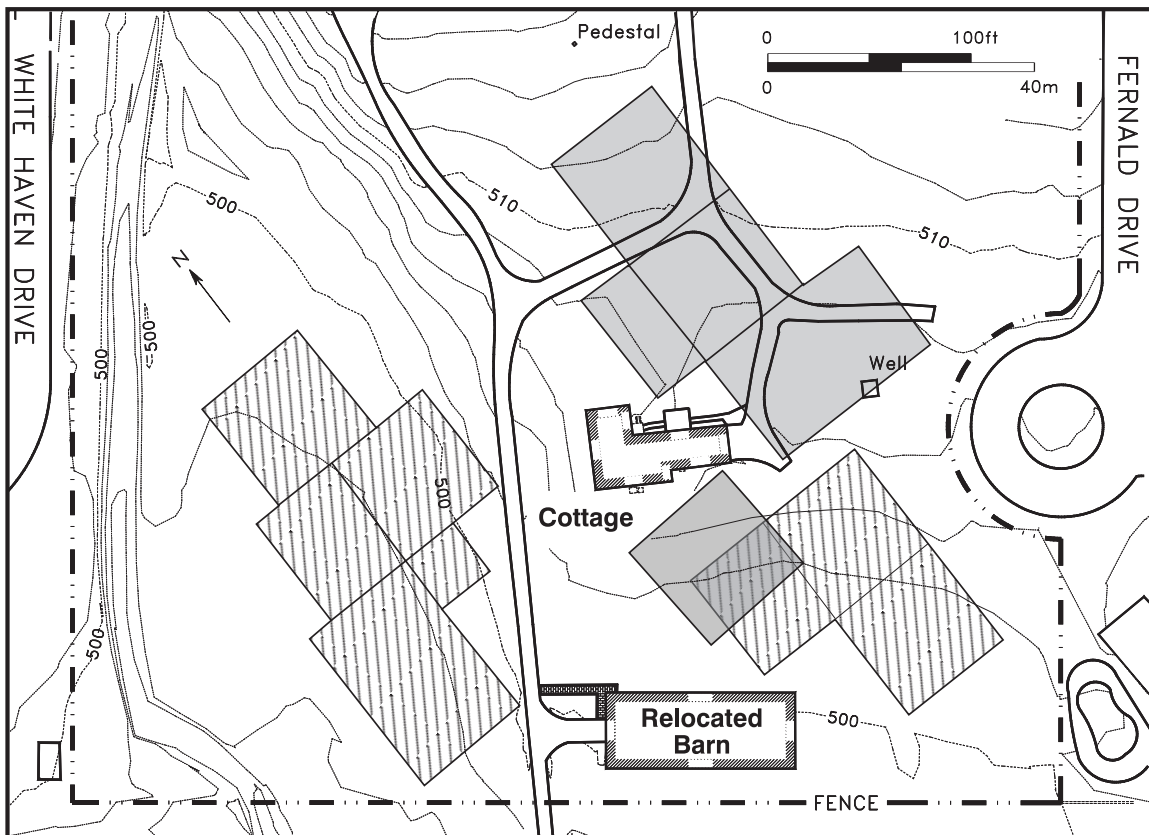 Pedestal
0 100ft
0 40m
WHITE HAVEN DRIVE
FERNALD DRIVE
500
510
510
N
500
500
Well
500
Cottage
500
500
Relocated
Barn
FENCE